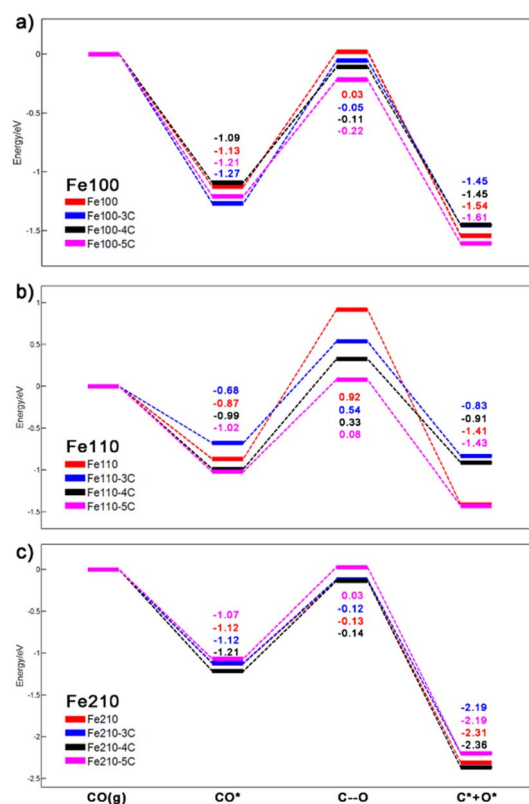 a)
0
-0.5
-1
-1.5
Energy/eV
-1.09
-1.13
-1.21
-1.27
0.03
-0.05
-0.11
-0.22
-1.45
-1.45
-1.54
-1.61
Fe100
Fe100
Fe100-3C
Fe100-4C
Fe100-5C
b)
1
0.5
0
-0.5
-1
-1.5
Energy/eV
-0.68
-0.87
-0.99
-1.02
0.92
0.54
0.33
0.08
-0.83
-0.91
-1.41
-1.43
Fe110
Fe110
Fe110-3C
Fe110-4C
Fe110-5C
c)
0
-0.5
-1
-1.5
-2
-2.5
Energy/eV
-1.07
-1.12
-1.12
-1.21
0.03
-0.12
-0.13
-0.14
-2.19
-2.19
-2.31
-2.36
Fe210
Fe210
Fe210-3C
Fe210-4C
Fe210-5C
CO(g) CO* C--O C*+O*